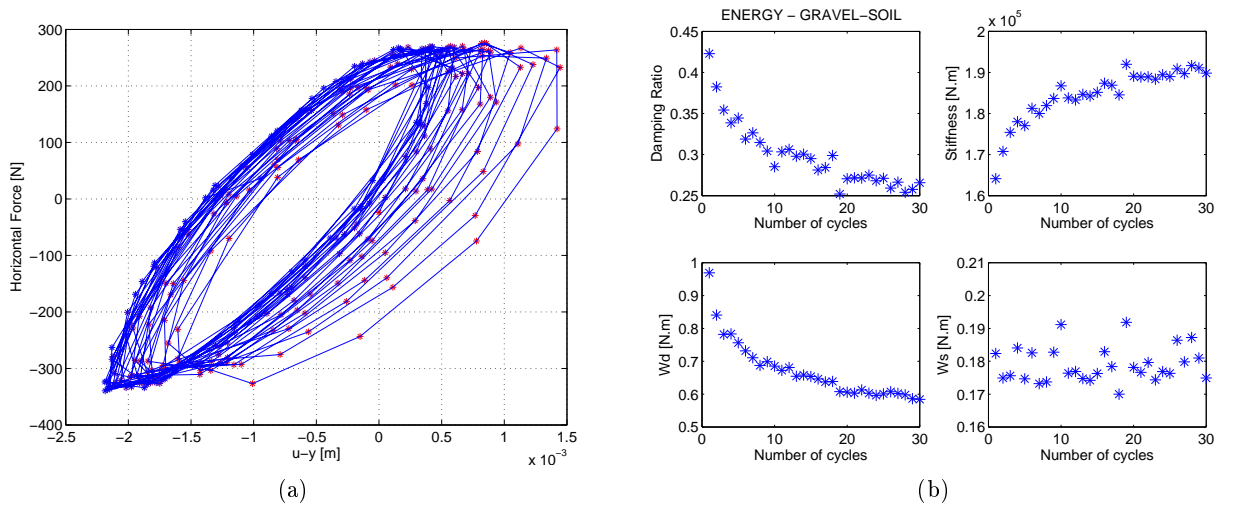 300
200
100
0
−100
−200
−300
−400
Horizontal Force [N]
−2.5 −2 −1.5 −1 −0.5 0 0.5 1 1.5
x 10⁻³
u−y [m]
(a)
ENERGY − GRAVEL−SOIL
0.45
0.4
0.35
0.3
0.25
Damping Ratio
0 10 20 30
Number of cycles
x 10⁵
2
1.9
1.8
1.7
1.6
Stiffness [N.m]
0 10 20 30
Number of cycles
1
0.9
0.8
0.7
0.6
0.5
Wd [N.m]
0 10 20 30
Number of cycles
0.21
0.2
0.19
0.18
0.17
0.16
Ws [N.m]
0 10 20 30
Number of cycles
(b)